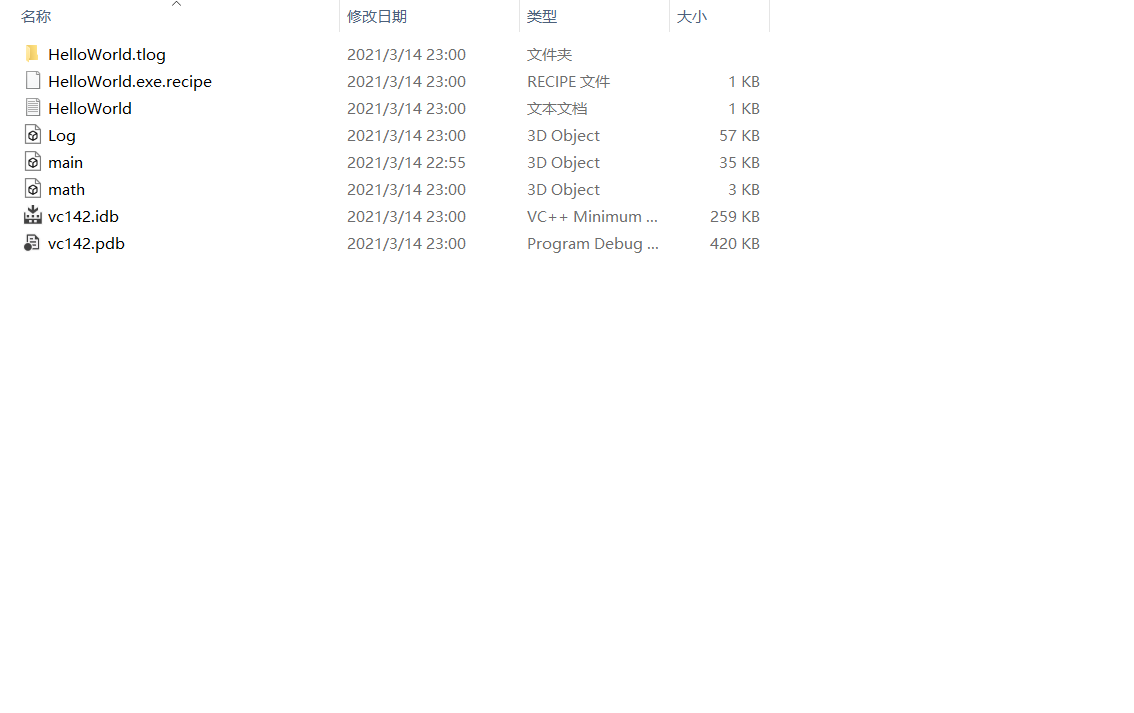 名称 修改日期 类型 大小
HelloWorld.tlog 2021/3/14 23:00 文件夹
HelloWorld.exe.recipe 2021/3/14 23:00 RECIPE 文件 1 KB
HelloWorld 2021/3/14 23:00 文本文档 1 KB
Log 2021/3/14 23:00 3D Object 57 KB
main 2021/3/14 22:55 3D Object 35 KB
math 2021/3/14 23:00 3D Object 3 KB
vc142.idb 2021/3/14 23:00 VC++ Minimum ... 259 KB
vc142.pdb 2021/3/14 23:00 Program Debug ... 420 KB